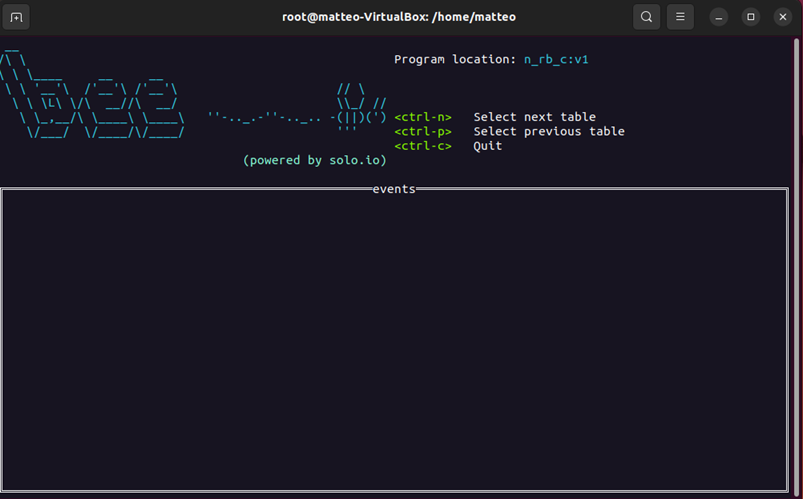 root@matteo-VirtualBox: /home/matteo
Program location: n_rb_c:v1
<ctrl-n> Select next table
<ctrl-p> Select previous table
<ctrl-c> Quit
(powered by solo.io)
events